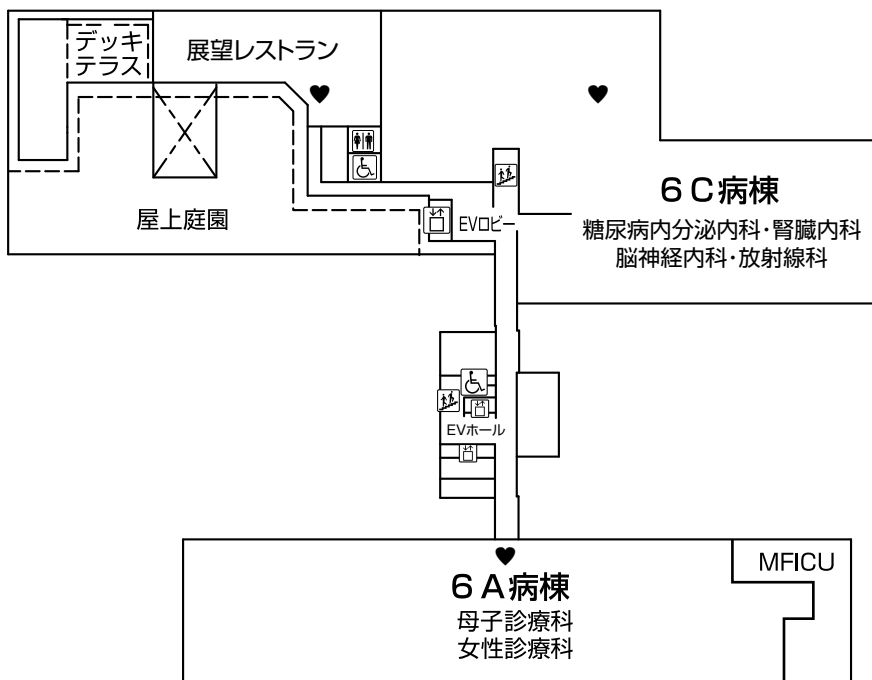 デッキ
テラス
展望レストラン
屋上庭園
EVロビー
6C病棟
糖尿病内分泌内科・腎臓内科
脳神経内科・放射線科
EVホール
6A病棟
母子診療科
女性診療科
MFICU